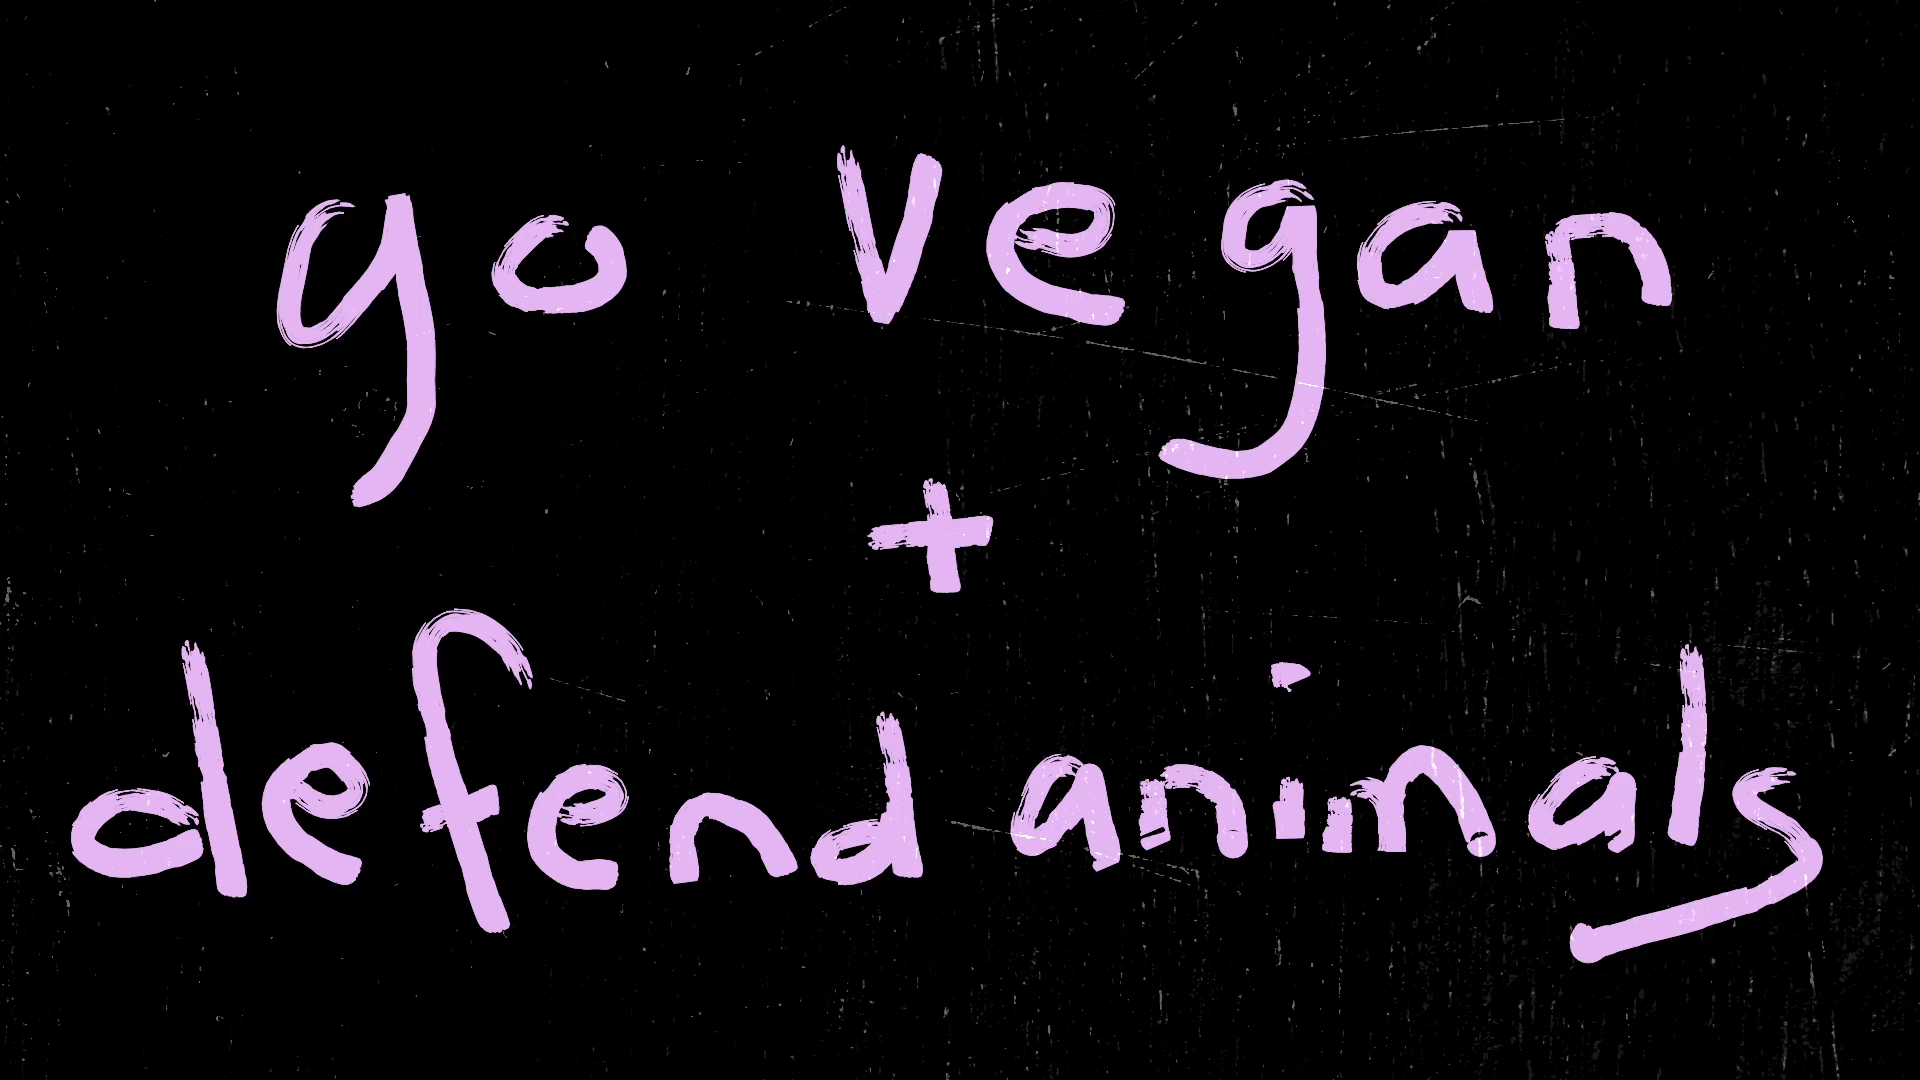 go vegan
+
defend animals